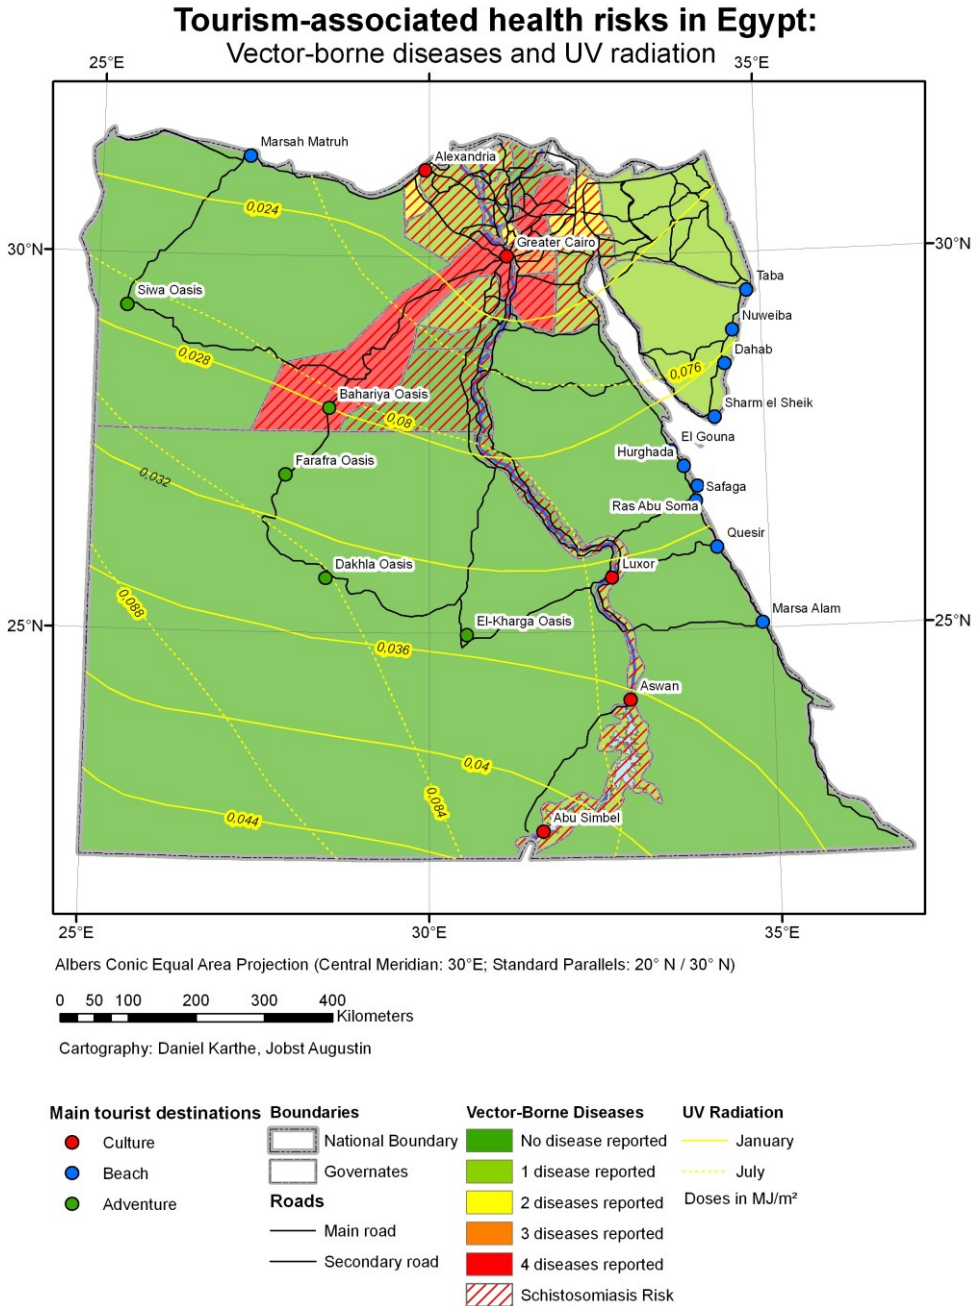 Tourism-associated health risks in Egypt:
Vector-borne diseases and UV radiation
25°E
30°E
35°E
Marsah Matruh
Alexandria
0,024
30°N
Greater Cairo
30°N
Siwa Oasis
Taba
Nuweiba
0,028
Dahab
0,076
Bahariya Oasis
Sharm el Sheik
0,08
El Gouna
Farafra Oasis
Hurghada
0,032
Safaga
Ras Abu Soma
Quesir
Dakhla Oasis
Luxor
0,088
Marsa Alam
El-Kharga Oasis
25°N
25°N
0,036
Aswan
0,04
0,084
0,044
Abu Simbel
25°E
30°E
35°E
Albers Conic Equal Area Projection (Central Meridian: 30°E; Standard Parallels: 20° N / 30° N)
0 50 100 200 300 400
Kilometers
Cartography: Daniel Karthe, Jobst Augustin
Main tourist destinations
Culture
Beach
Adventure
Boundaries
National Boundary
Governates
Roads
Main road
Secondary road
Vector-Borne Diseases
No disease reported
1 disease reported
2 diseases reported
3 diseases reported
4 diseases reported
Schistosomiasis Risk
UV Radiation
January
July
Doses in MJ/m²